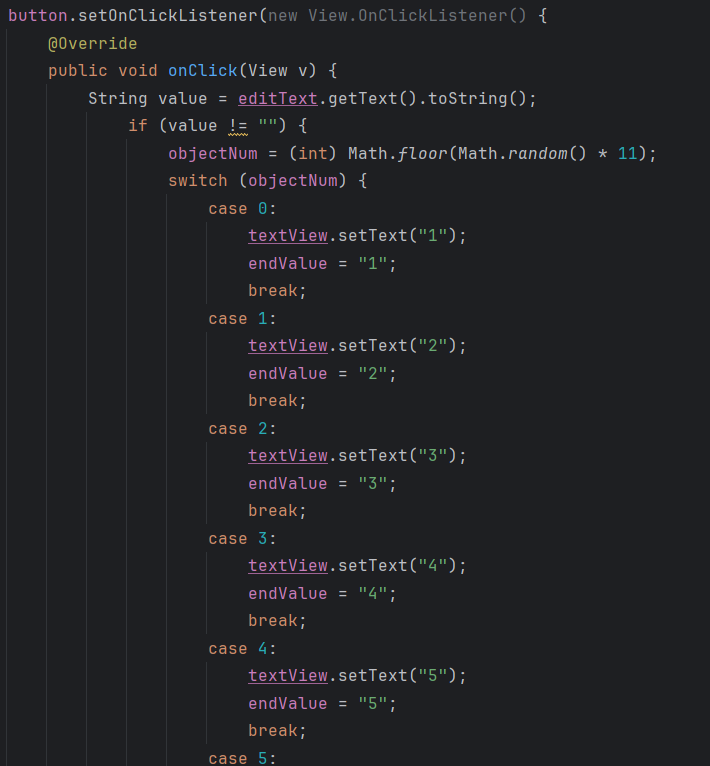 button.setOnClickListener(new View.OnClickListener() {
@Override
public void onClick(View v) {
String value = editText.getText().toString();
if (value != "") {
objectNum = (int) Math.floor(Math.random() * 11);
switch (objectNum) {
case 0:
textView.setText("1");
endValue = "1";
break;
case 1:
textView.setText("2");
endValue = "2";
break;
case 2:
textView.setText("3");
endValue = "3";
break;
case 3:
textView.setText("4");
endValue = "4";
break;
case 4:
textView.setText("5");
endValue = "5";
break;
case 5: